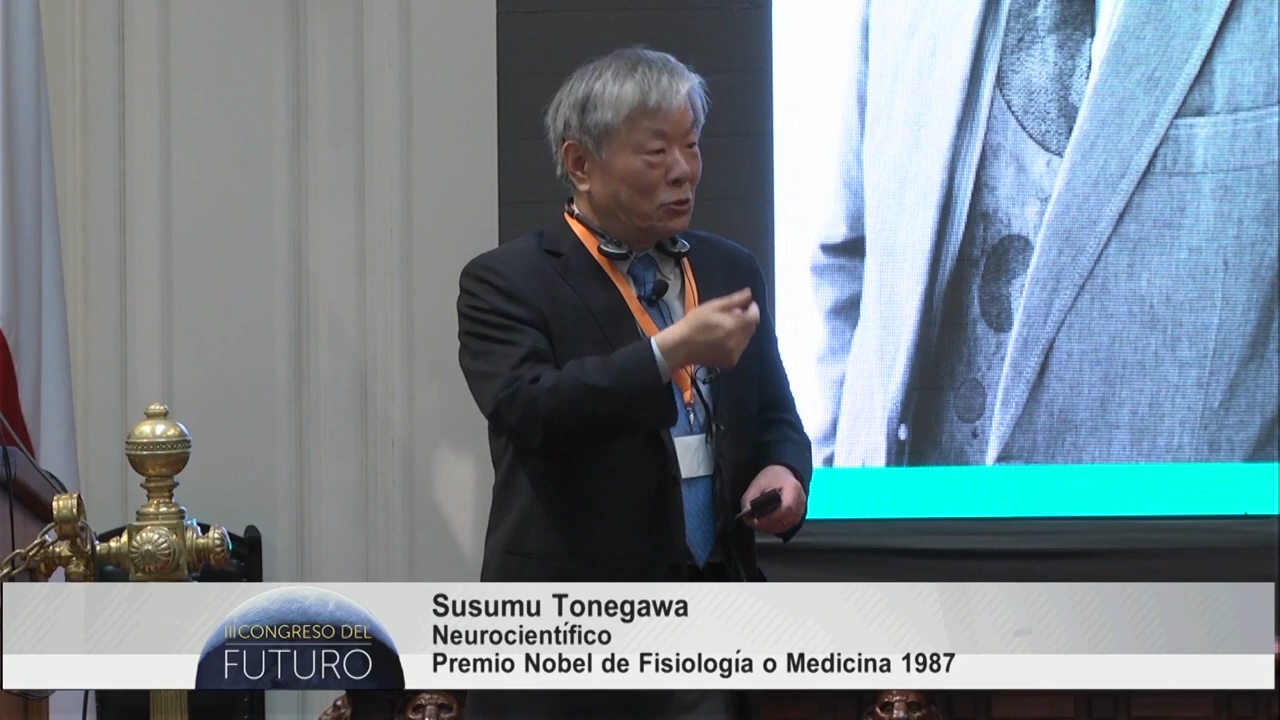 III CONGRESO DEL
FUTURO
Susumu Tonegawa
Neurocientífico
Premio Nobel de Fisiología o Medicina 1987